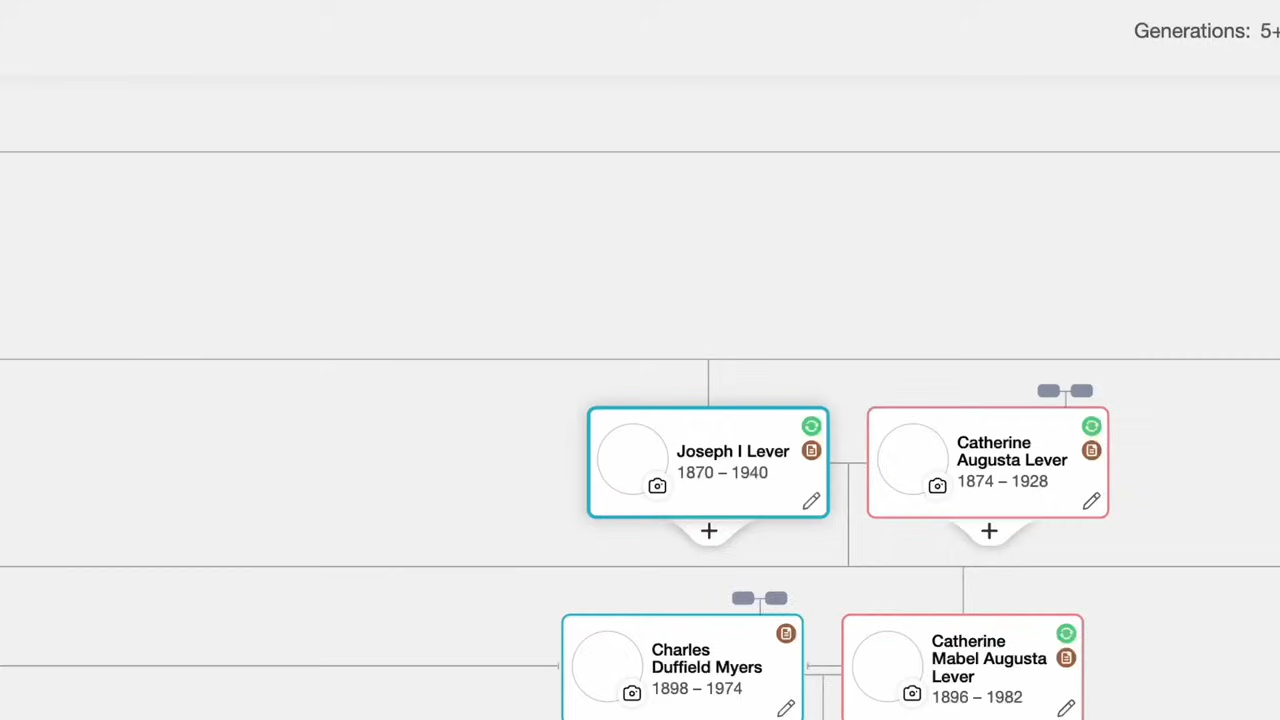 Generations: 5+
Joseph I Lever
1870 – 1940
Catherine
Augusta Lever
1874 – 1928
Charles
Duffield Myers
1898 – 1974
Catherine
Mabel Augusta
Lever
1896 – 1982